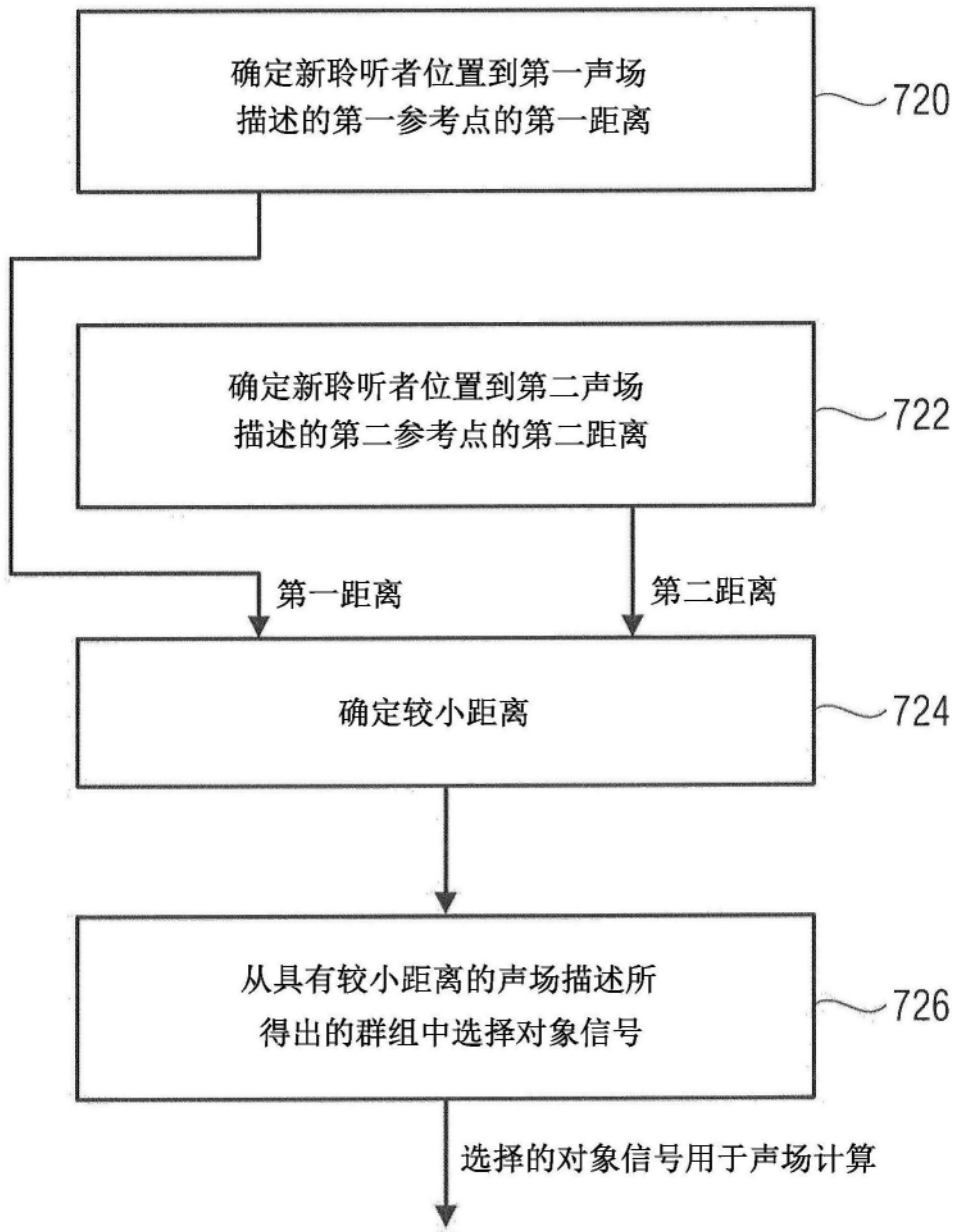 确定新聆听者位置到第一声场
描述的第一参考点的第一距离
720
确定新聆听者位置到第二声场
描述的第二参考点的第二距离
722
第一距离
第二距离
确定较小距离
724
从具有较小距离的声场描述所
得出的群组中选择对象信号
726
选择的对象信号用于声场计算